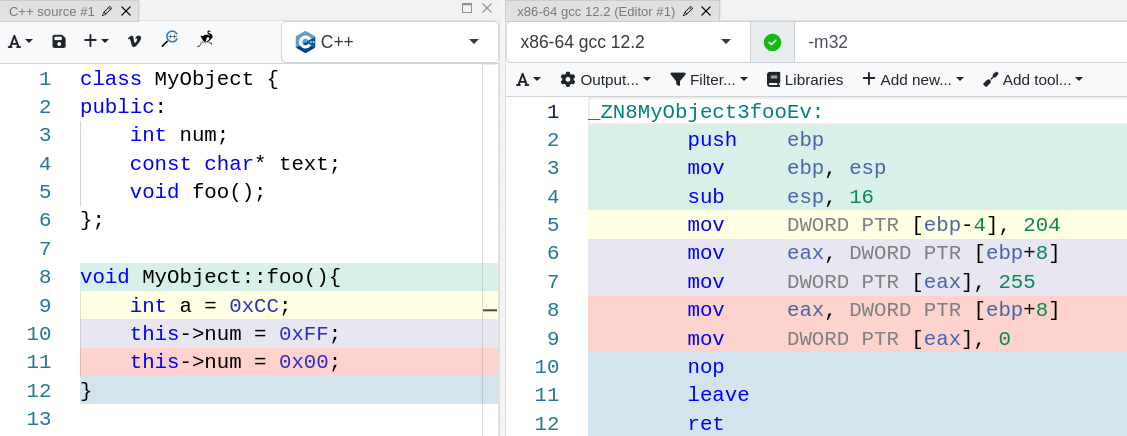 C++ source #1
A
C++
1 class MyObject {
2 public:
3 int num;
4 const char* text;
5 void foo();
6 };
7
8 void MyObject::foo(){
9 int a = 0xCC;
10 this->num = 0xFF;
11 this->num = 0x00;
12 }
13
x86-64 gcc 12.2 (Editor #1)
x86-64 gcc 12.2
-m32
A Output... Filter... Libraries Add new... Add tool...
1 _ZN8MyObject3fooEv:
2 push ebp
3 mov ebp, esp
4 sub esp, 16
5 mov DWORD PTR [ebp-4], 204
6 mov eax, DWORD PTR [ebp+8]
7 mov DWORD PTR [eax], 255
8 mov eax, DWORD PTR [ebp+8]
9 mov DWORD PTR [eax], 0
10 nop
11 leave
12 ret